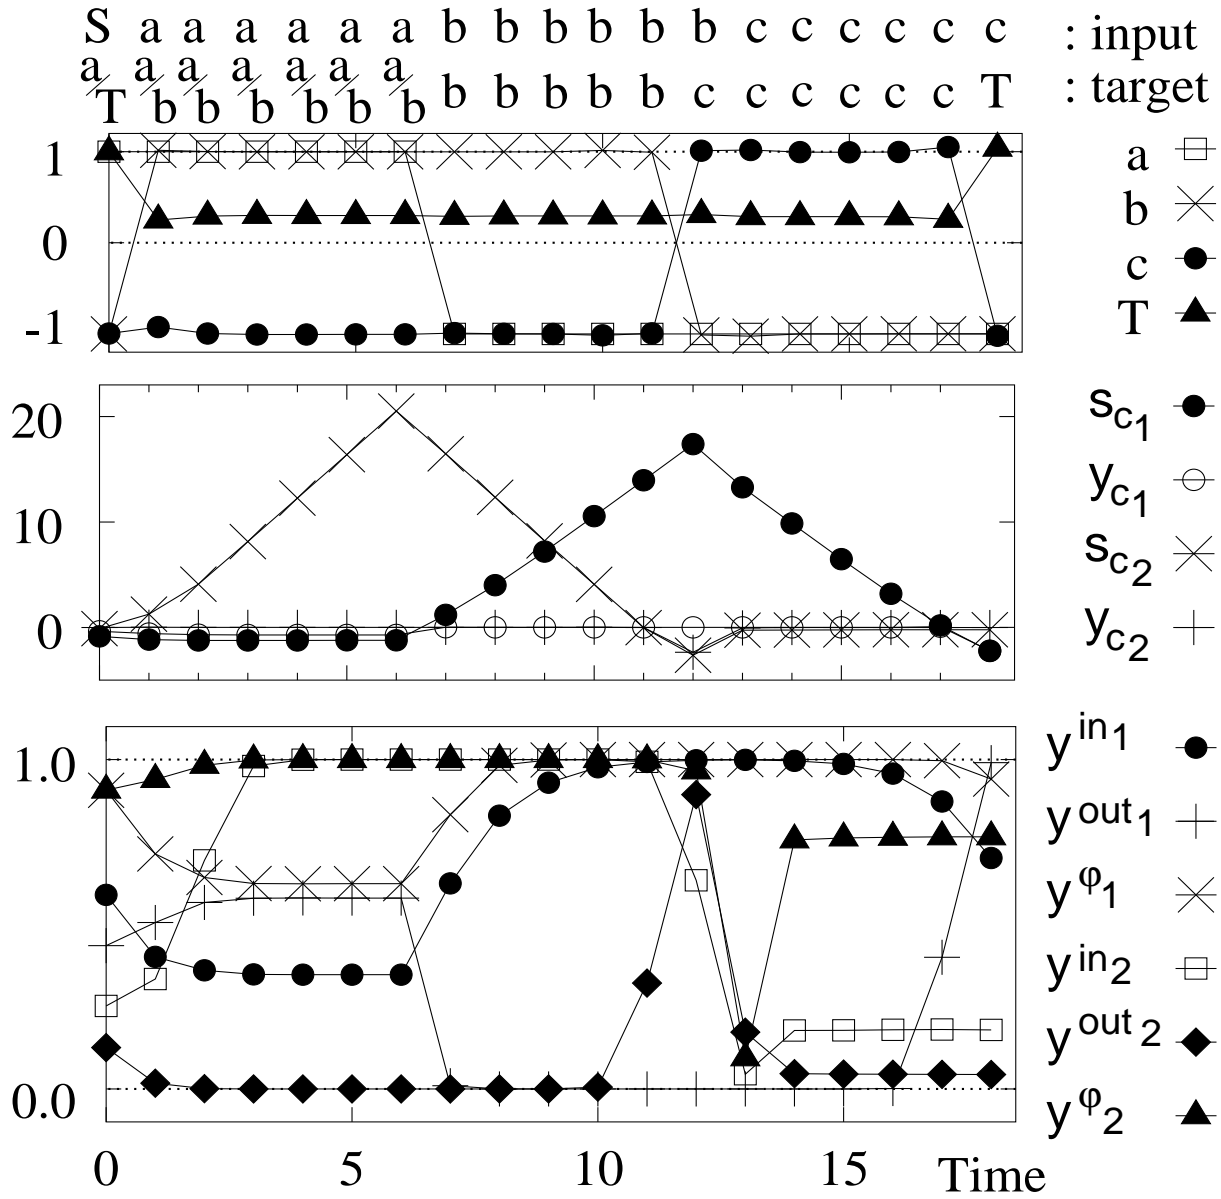 S a a a a a a b b b b b b c c c c c c : input
a/T a/b a/b a/b a/b a/b a/b b b b b b c c c c c c T : target
1
0
-1
a
b
c
T
20
10
0
s_c1
y_c1
s_c2
y_c2
1.0
0.0
y^in1
y^out1
y^φ1
y^in2
y^out2
y^φ2
0 5 10 15 Time